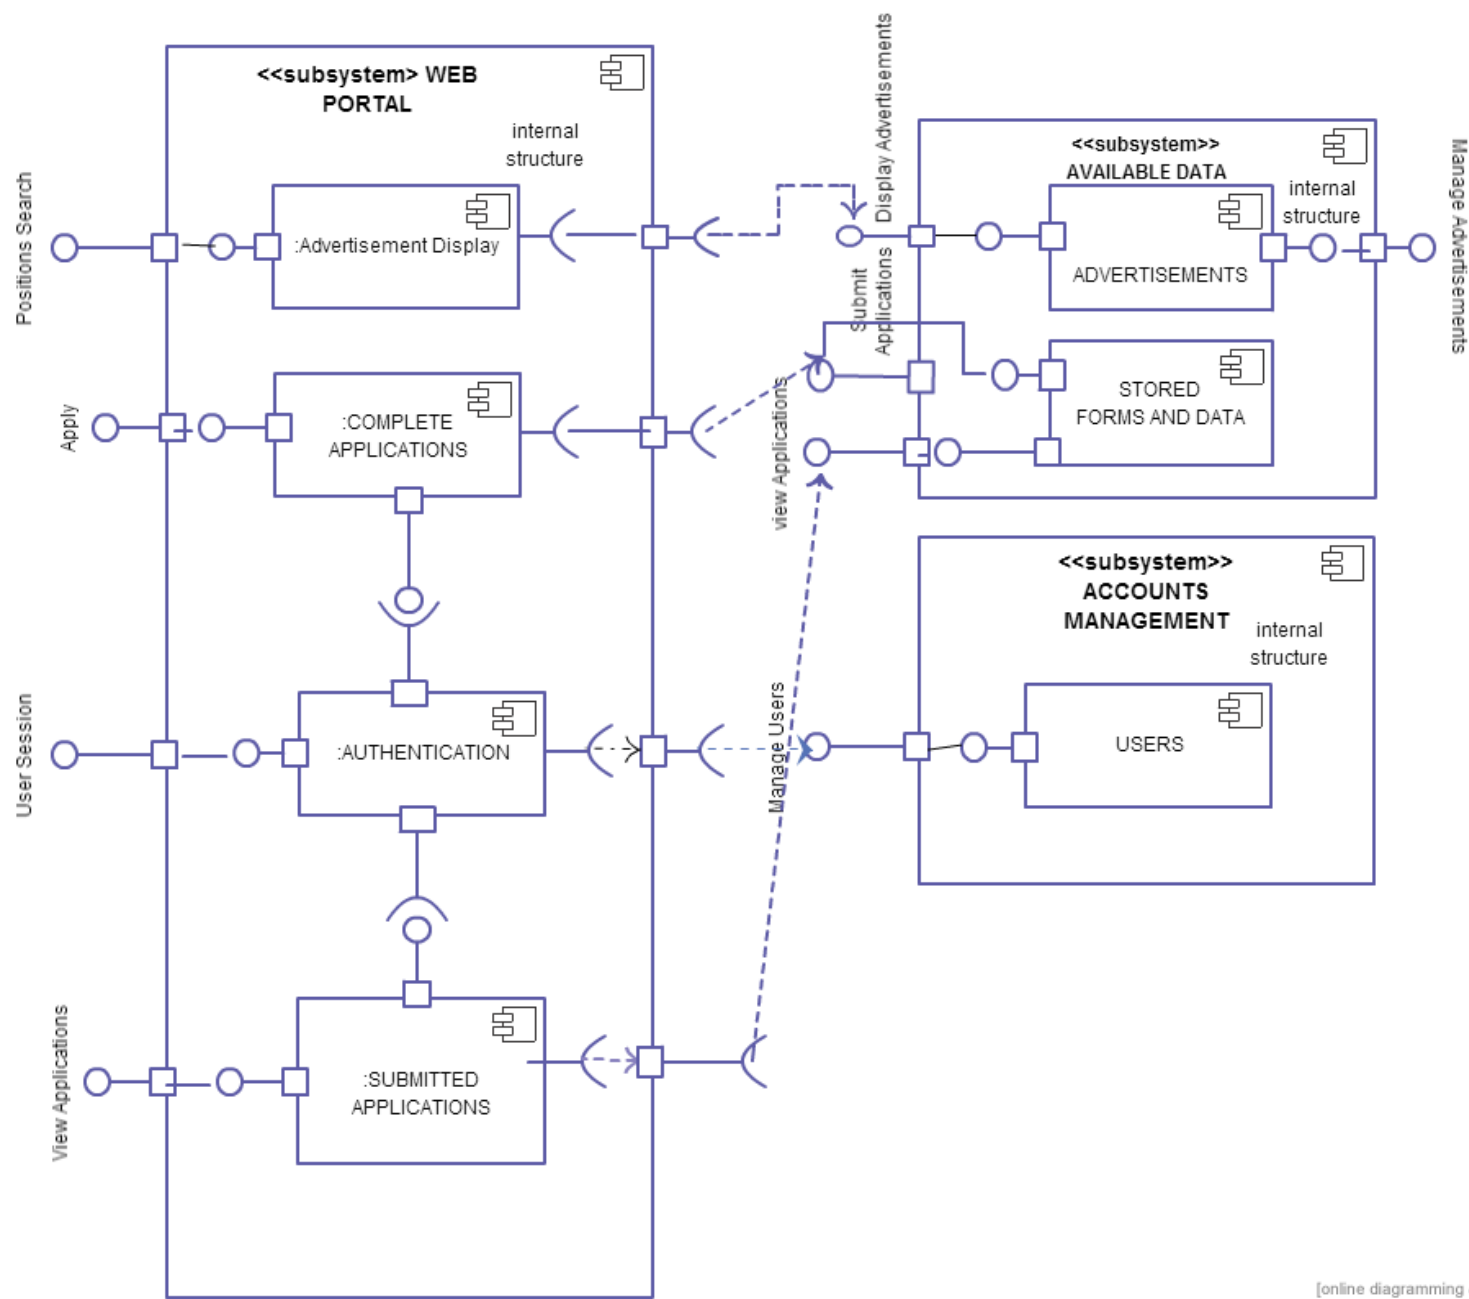 <<subsystem> WEB
PORTAL
internal
structure
Positions Search
:Advertisement Display
Apply
:COMPLETE
APPLICATIONS
User Session
:AUTHENTICATION
View Applications
:SUBMITTED
APPLICATIONS
Display Advertisements
Submit
Applications
view Applications
Manage Users
<<subsystem>>
AVAILABLE DATA
internal
structure
ADVERTISEMENTS
Manage Advertisements
STORED
FORMS AND DATA
<<subsystem>>
ACCOUNTS
MANAGEMENT
internal
structure
USERS
[online diagramming